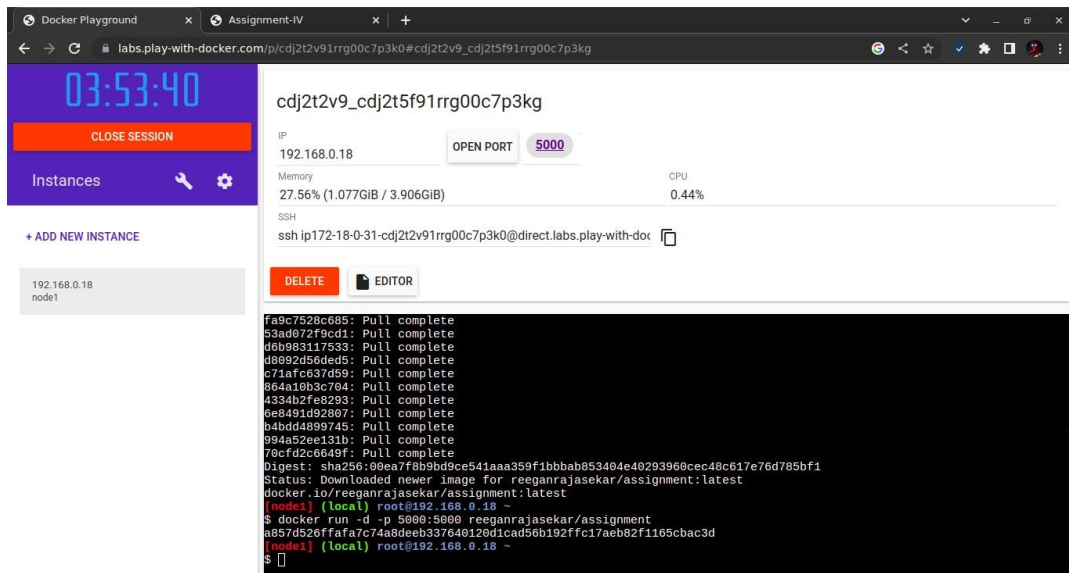 Docker Playground
Assignment-IV
labs.play-with-docker.com/p/cdj2t2v91rrg00c7p3k0#cdj2t2v9_cdj2t5f91rrg00c7p3kg
03:53:40
CLOSE SESSION
Instances
+ ADD NEW INSTANCE
192.168.0.18
node1
cdj2t2v9_cdj2t5f91rrg00c7p3kg
IP
192.168.0.18
OPEN PORT
5000
Memory
27.56% (1.077GiB / 3.906GiB)
CPU
0.44%
SSH
ssh ip172-18-0-31-cdj2t2v91rrg00c7p3k0@direct.labs.play-with-doc
DELETE
EDITOR
fa9c7528c685: Pull complete
53ad072f9cd1: Pull complete
d6b983117533: Pull complete
d8092d56ded5: Pull complete
c71afc637d59: Pull complete
864a10b3c704: Pull complete
4334b2fe8293: Pull complete
6e8491d92807: Pull complete
b4bdd4899745: Pull complete
994a52ee131b: Pull complete
70cfd2c6649f: Pull complete
Digest: sha256:00ea7f8b9bd9ce541aaa359f1bbbab853404e40293960cec48c617e76d785bf1
Status: Downloaded newer image for reeganrajasekar/assignment:latest
docker.io/reeganrajasekar/assignment:latest
[node1] (local) root@192.168.0.18 ~
$ docker run -d -p 5000:5000 reeganrajasekar/assignment
a857d526ffafa7c74a8deeb337640120d1cad56b192ffc17aeb82f1165cbac3d
[node1] (local) root@192.168.0.18 ~
$